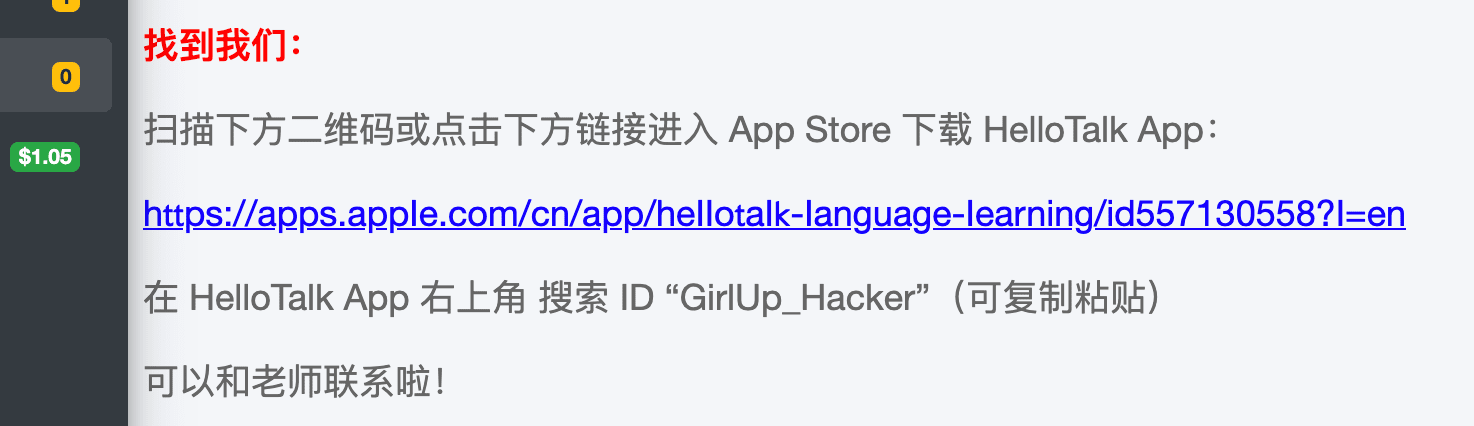 找到我们：
0
扫描下方二维码或点击下方链接进入 App Store 下载 HelloTalk App：
$1.05
https://apps.apple.com/cn/app/hellotalk-language-learning/id557130558?l=en
在 HelloTalk App 右上角 搜索 ID “GirlUp_Hacker”（可复制粘贴）
可以和老师联系啦！